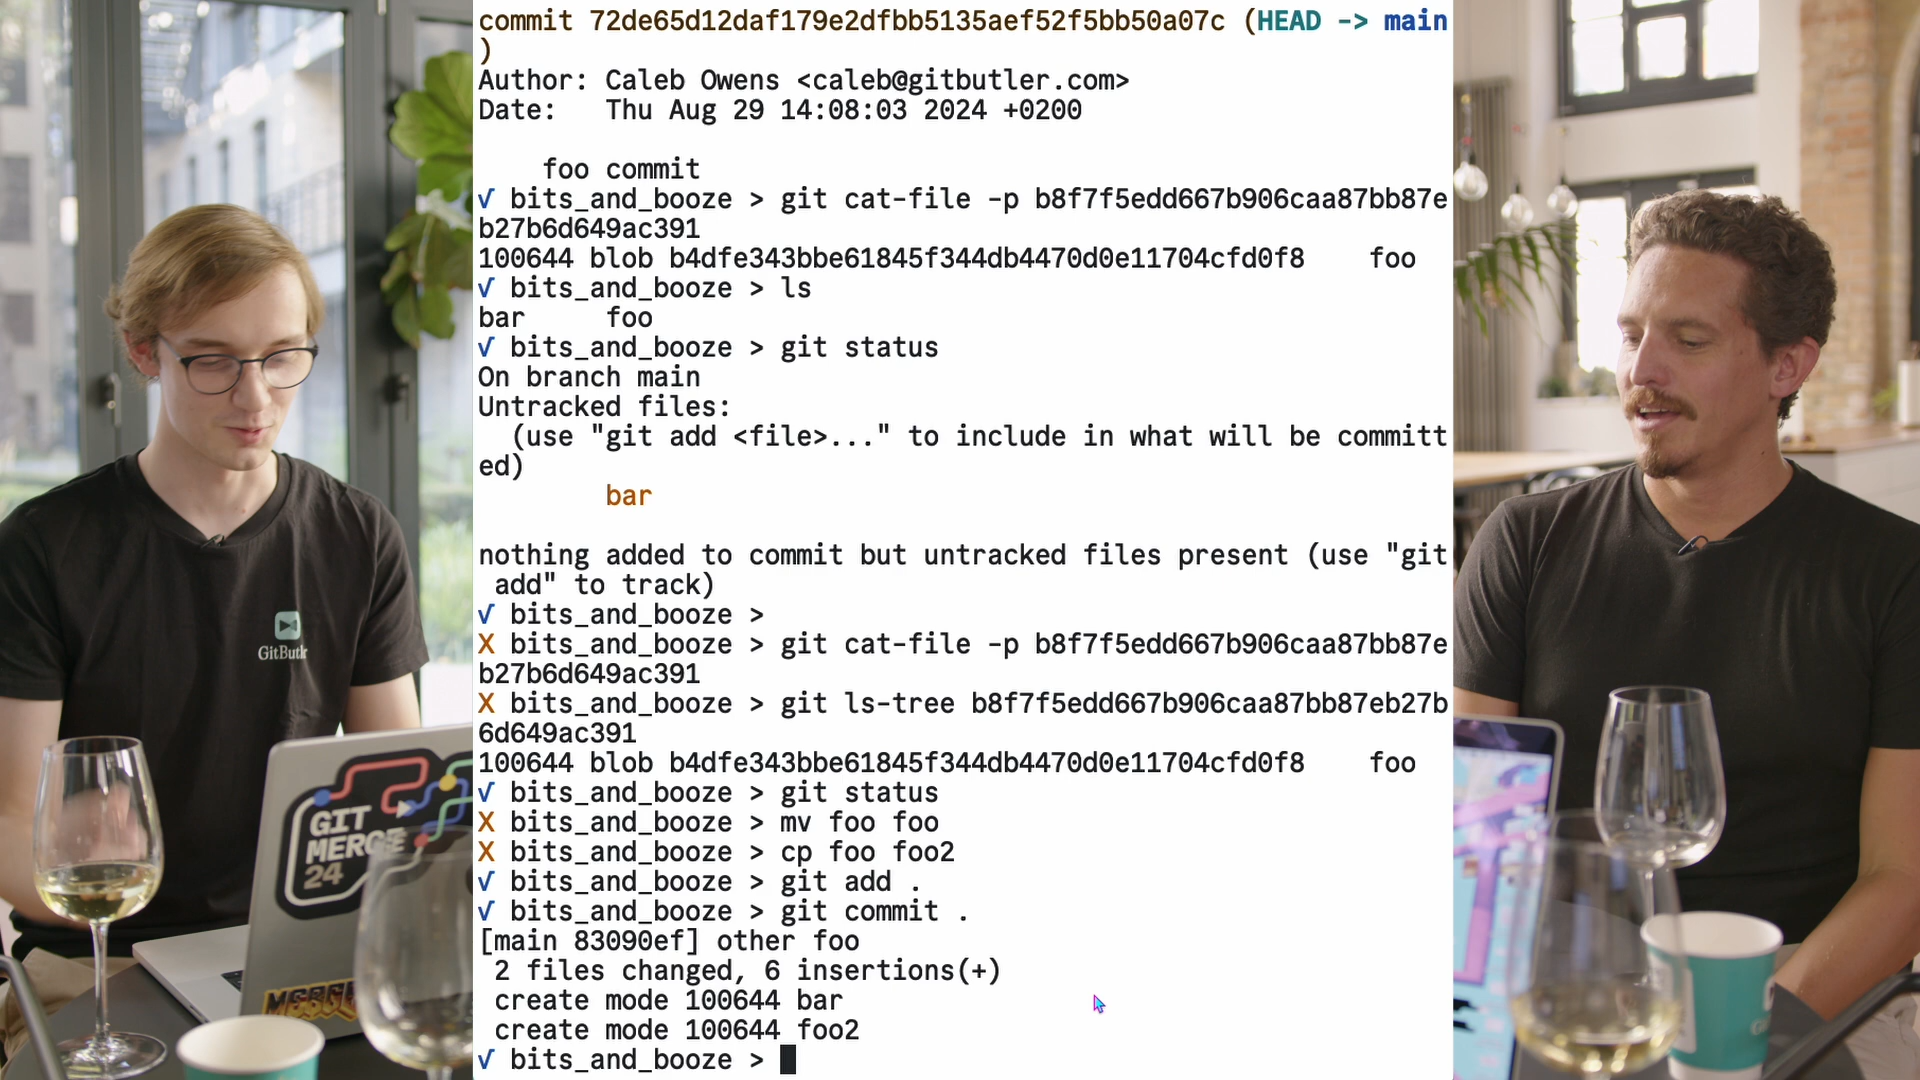 commit 72de65d12daf179e2dfbb5135aef52f5bb50a07c (HEAD -> main
)
Author: Caleb Owens <caleb@gitbutler.com>
Date:   Thu Aug 29 14:08:03 2024 +0200
    foo commit
√ bits_and_booze > git cat-file -p b8f7f5edd667b906caa87bb87e
b27b6d649ac391
100644 blob b4dfe343bbe61845f344db4470d0e11704cfd0f8    foo
√ bits_and_booze > ls
bar     foo
√ bits_and_booze > git status
On branch main
Untracked files:
  (use "git add <file>..." to include in what will be committ
ed)
        bar
nothing added to commit but untracked files present (use "git
 add" to track)
√ bits_and_booze >
X bits_and_booze > git cat-file -p b8f7f5edd667b906caa87bb87e
b27b6d649ac391
X bits_and_booze > git ls-tree b8f7f5edd667b906caa87bb87eb27b
6d649ac391
100644 blob b4dfe343bbe61845f344db4470d0e11704cfd0f8    foo
√ bits_and_booze > git status
X bits_and_booze > mv foo foo
X bits_and_booze > cp foo foo2
√ bits_and_booze > git add .
√ bits_and_booze > git commit .
[main 83090ef] other foo
 2 files changed, 6 insertions(+)
 create mode 100644 bar
 create mode 100644 foo2
√ bits_and_booze >
GitButl
GIT
MERGE
24